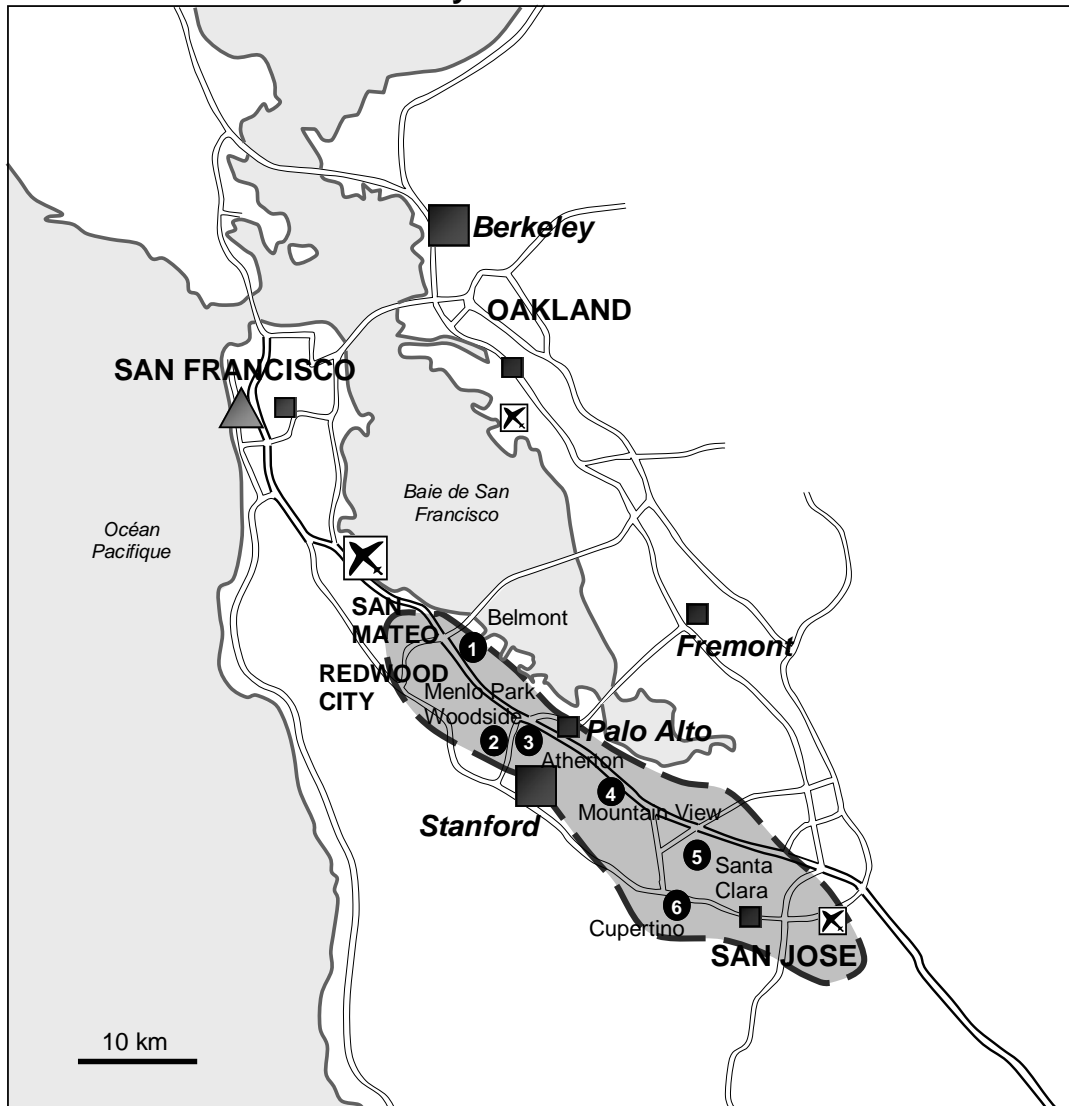 Berkeley
OAKLAND
SAN FRANCISCO
Baie de San
Francisco
Océan
Pacifique
SAN
MATEO
Belmont
1
Fremont
REDWOOD
CITY
Menlo Park
Woodside
Palo Alto
2
3
Atherton
4
Mountain View
Stanford
5
Santa
Clara
6
Cupertino
SAN JOSE
10 km